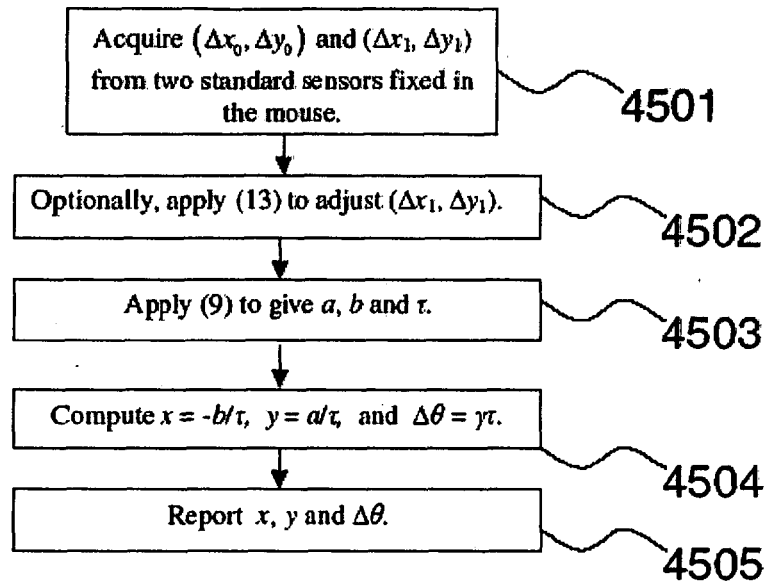 Acquire (Δx₀, Δy₀) and (Δx₁, Δy₁)
from two standard sensors fixed in
the mouse.
4501
Optionally, apply (13) to adjust (Δx₁, Δy₁).
4502
Apply (9) to give a, b and τ.
4503
Compute x = -b/τ, y = a/τ, and Δθ = γτ.
4504
Report x, y and Δθ.
4505